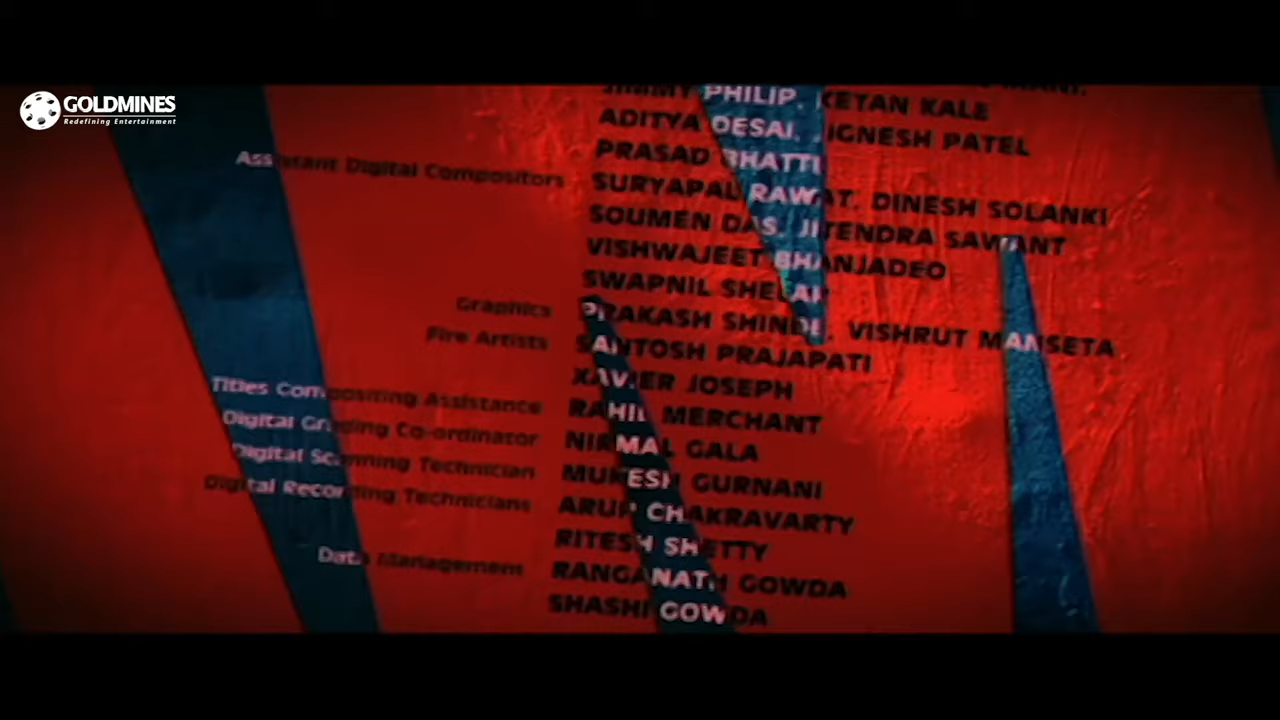 GOLDMINES
Redefining Entertainment
JIMMY PHILIP, KETAN KALE
ADITYA DESAI, JIGNESH PATEL
PRASAD BHATTI
Assistant Digital Compositors SURYAPAL RAWAT, DINESH SOLANKI
SOUMEN DAS, JITENDRA SAWANT
VISHWAJEET BHANJADEO
SWAPNIL SHELAR
Graphics PRAKASH SHINDE, VISHRUT MANSETA
Fire Artists SANTOSH PRAJAPATI
XAVIER JOSEPH
Titles Compositing Assistance RAHIL MERCHANT
Digital Grading Co-ordinator NIRMAL GALA
Digital Scanning Technician MUKESH GURNANI
Digital Recording Technicians ARUP CHAKRAVARTY
RITESH SHETTY
Data Management RANGANATH GOWDA
SHASHI GOWDA